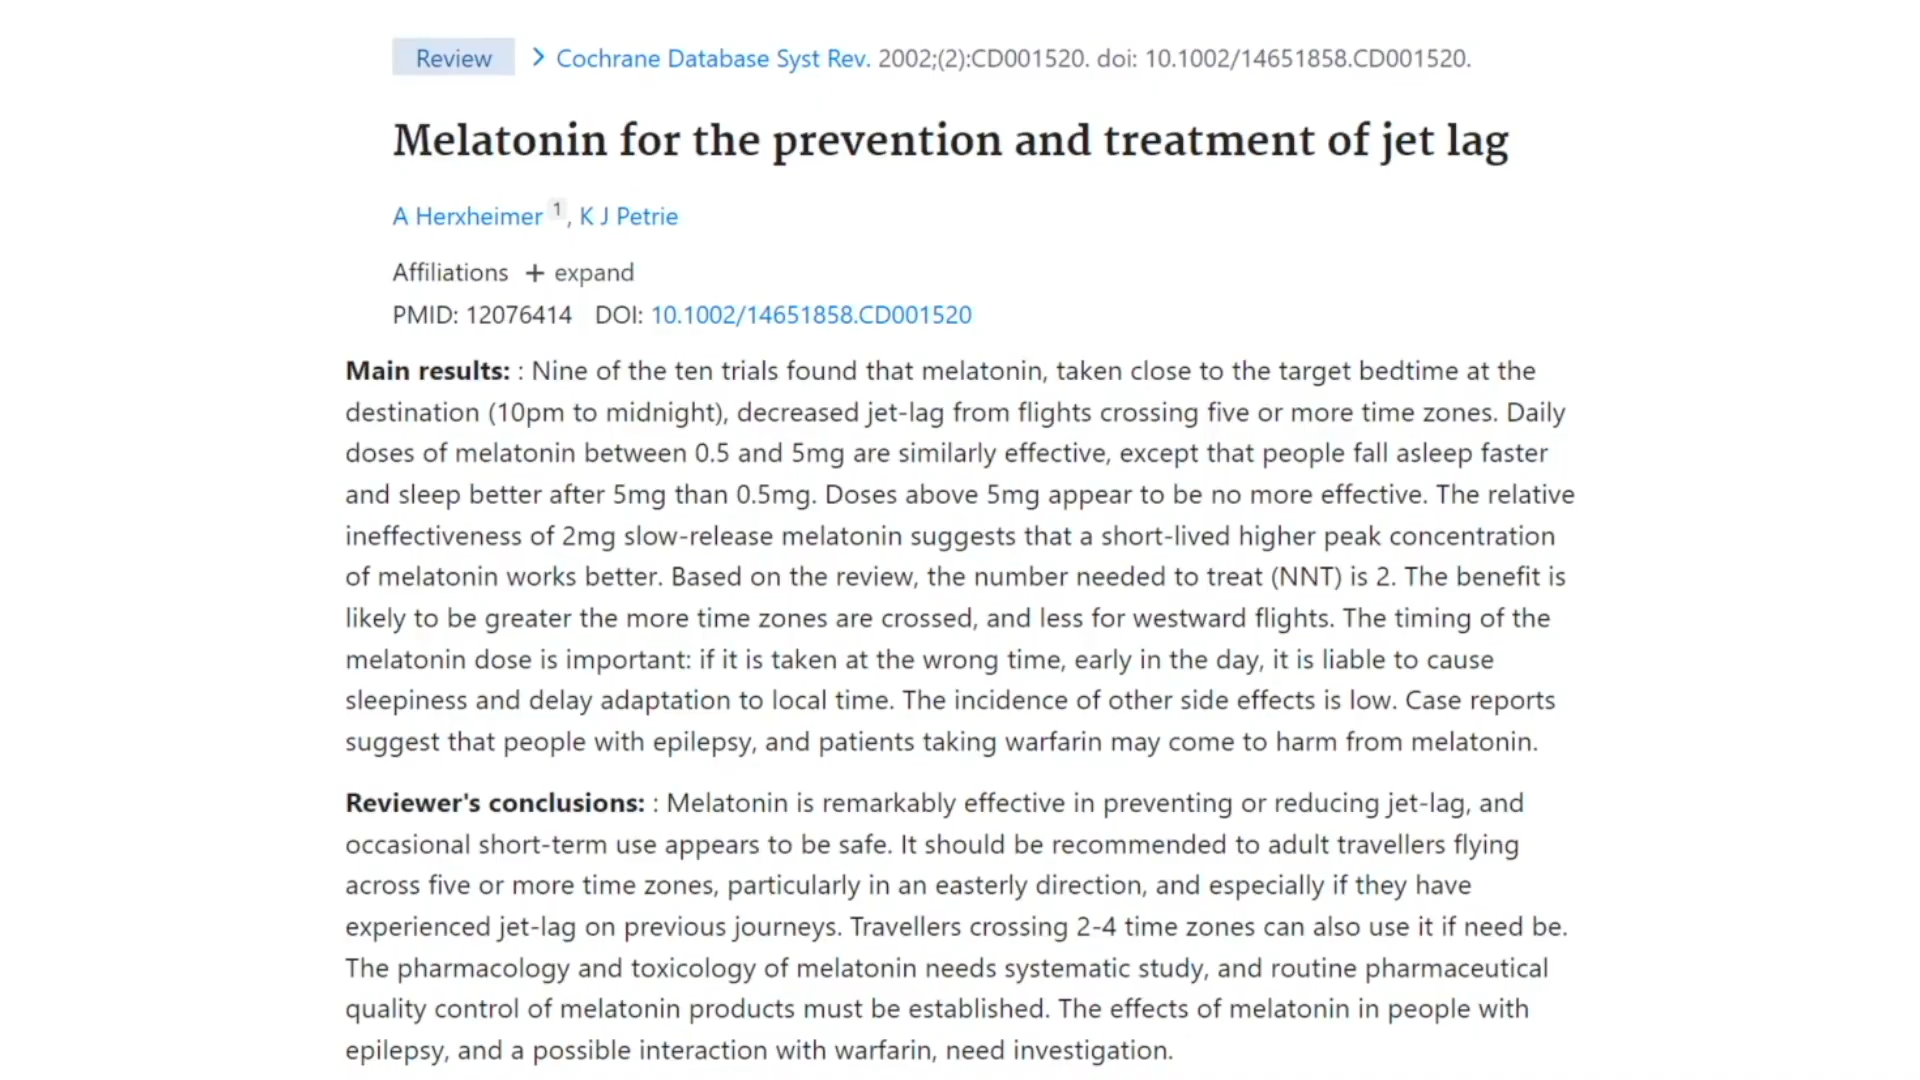 Review > Cochrane Database Syst Rev. 2002;(2):CD001520. doi: 10.1002/14651858.CD001520.
Melatonin for the prevention and treatment of jet lag
A Herxheimer 1, K J Petrie
Affiliations + expand
PMID: 12076414 DOI: 10.1002/14651858.CD001520
Main results: : Nine of the ten trials found that melatonin, taken close to the target bedtime at the
destination (10pm to midnight), decreased jet-lag from flights crossing five or more time zones. Daily
doses of melatonin between 0.5 and 5mg are similarly effective, except that people fall asleep faster
and sleep better after 5mg than 0.5mg. Doses above 5mg appear to be no more effective. The relative
ineffectiveness of 2mg slow-release melatonin suggests that a short-lived higher peak concentration
of melatonin works better. Based on the review, the number needed to treat (NNT) is 2. The benefit is
likely to be greater the more time zones are crossed, and less for westward flights. The timing of the
melatonin dose is important: if it is taken at the wrong time, early in the day, it is liable to cause
sleepiness and delay adaptation to local time. The incidence of other side effects is low. Case reports
suggest that people with epilepsy, and patients taking warfarin may come to harm from melatonin.
Reviewer's conclusions: : Melatonin is remarkably effective in preventing or reducing jet-lag, and
occasional short-term use appears to be safe. It should be recommended to adult travellers flying
across five or more time zones, particularly in an easterly direction, and especially if they have
experienced jet-lag on previous journeys. Travellers crossing 2-4 time zones can also use it if need be.
The pharmacology and toxicology of melatonin needs systematic study, and routine pharmaceutical
quality control of melatonin products must be established. The effects of melatonin in people with
epilepsy, and a possible interaction with warfarin, need investigation.